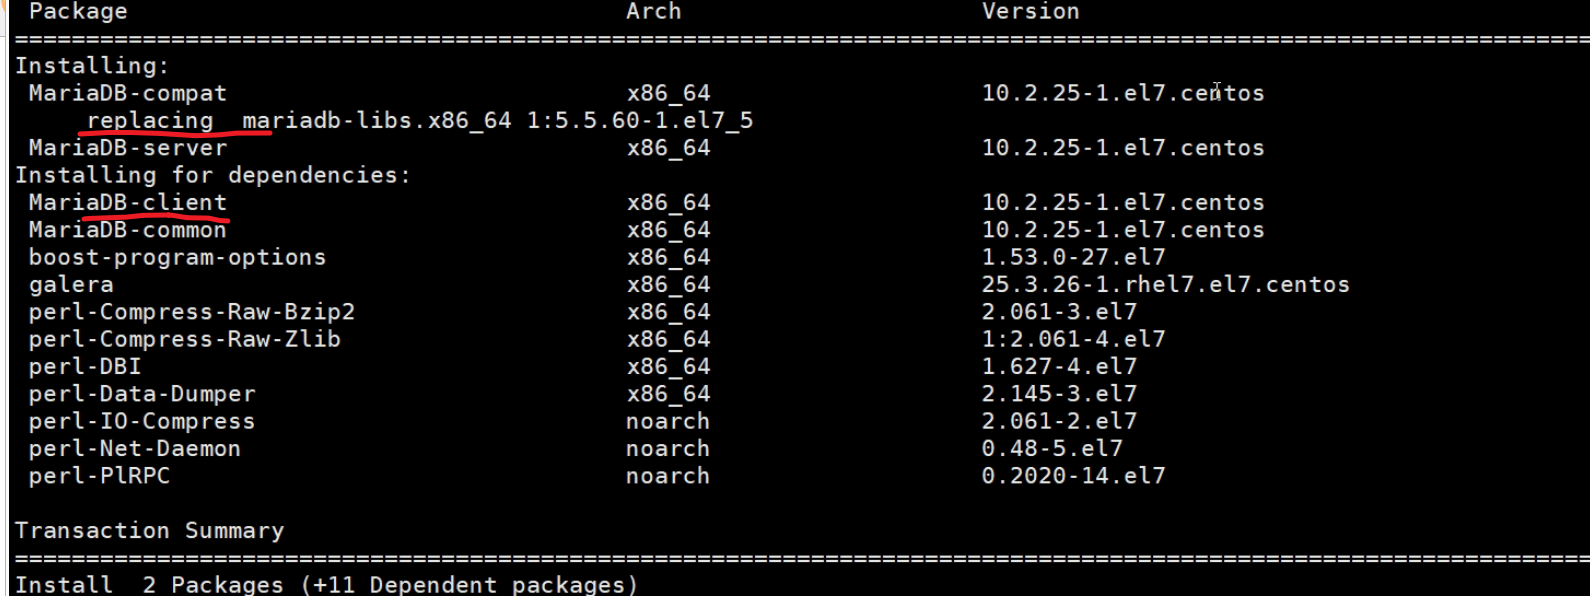 Package Arch Version
================================================================================================================
Installing:
MariaDB-compat x86_64 10.2.25-1.el7.centos
replacing mariadb-libs.x86_64 1:5.5.60-1.el7_5
MariaDB-server x86_64 10.2.25-1.el7.centos
Installing for dependencies:
MariaDB-client x86_64 10.2.25-1.el7.centos
MariaDB-common x86_64 10.2.25-1.el7.centos
boost-program-options x86_64 1.53.0-27.el7
galera x86_64 25.3.26-1.rhel7.el7.centos
perl-Compress-Raw-Bzip2 x86_64 2.061-3.el7
perl-Compress-Raw-Zlib x86_64 1:2.061-4.el7
perl-DBI x86_64 1.627-4.el7
perl-Data-Dumper x86_64 2.145-3.el7
perl-IO-Compress noarch 2.061-2.el7
perl-Net-Daemon noarch 0.48-5.el7
perl-PlRPC noarch 0.2020-14.el7
Transaction Summary
================================================================================================================
Install 2 Packages (+11 Dependent packages)